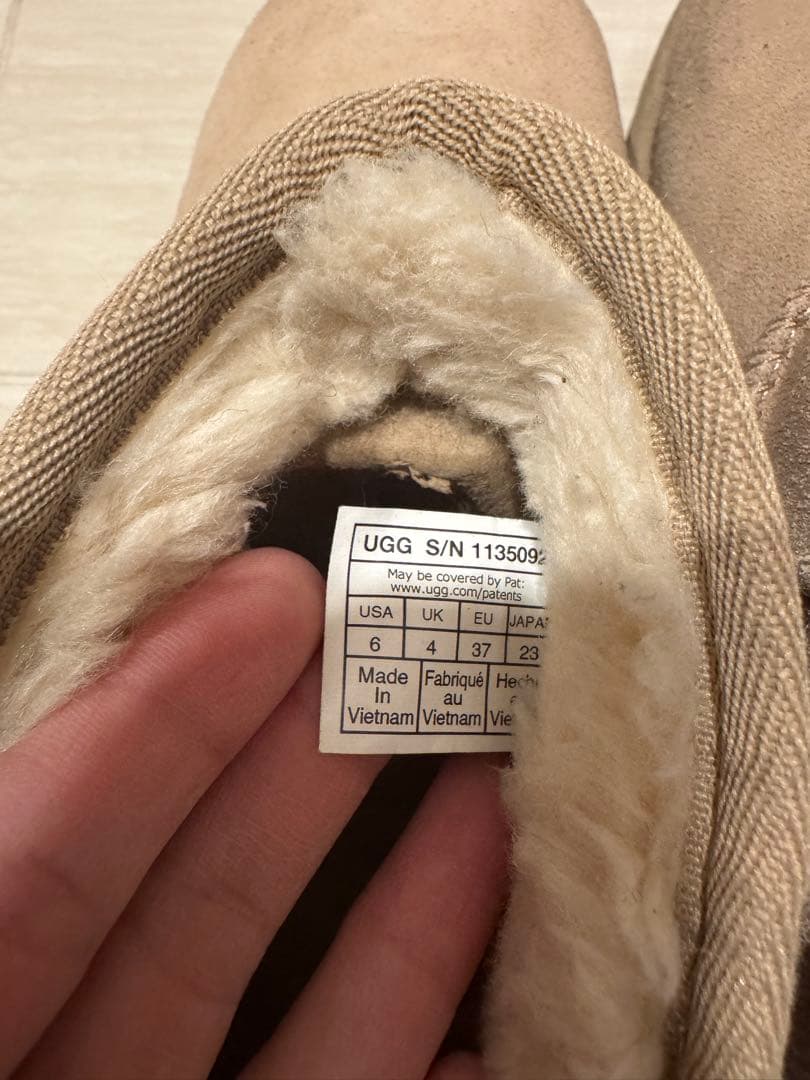 UGG S/N 1135092
May be covered by Pat:
www.ugg.com/patents
USA UK EU
6 4 37 23
Made Fabriqué
In au
Vietnam Vietnam